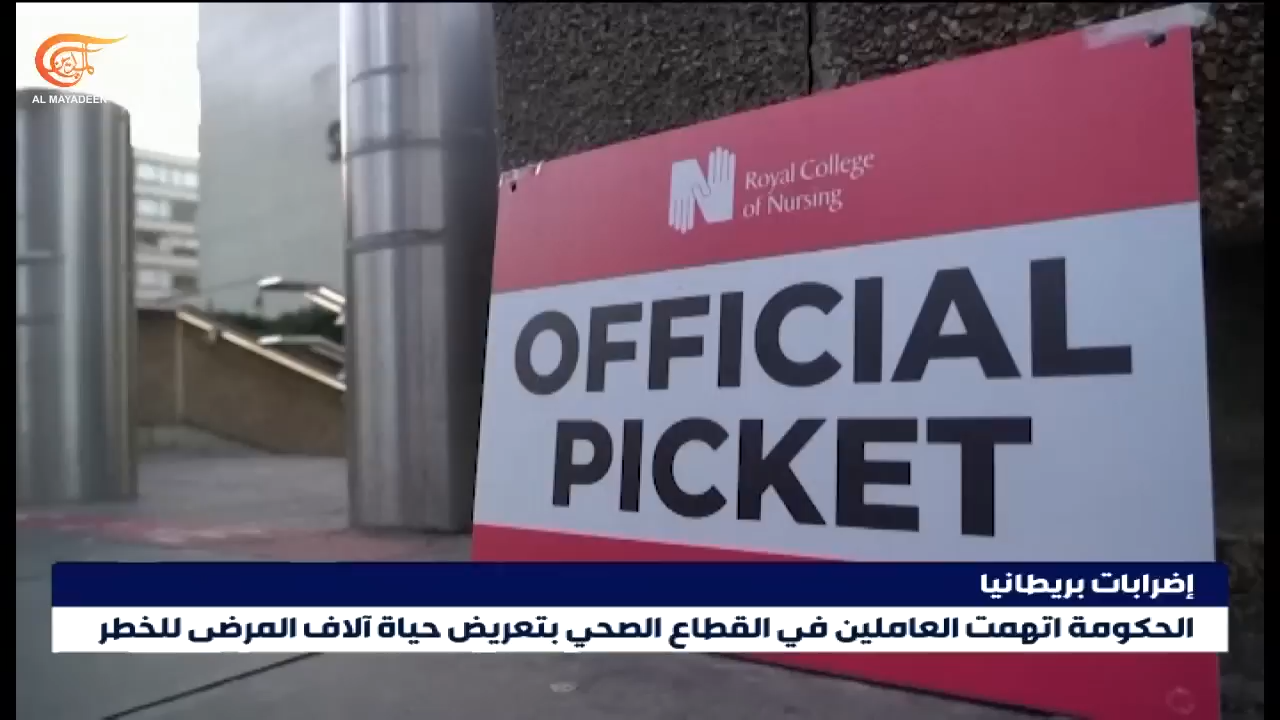 الميادين
AL MAYADEEN
Royal College
of Nursing
OFFICIAL
PICKET
إضرابات بريطانيا
الحكومة اتهمت العاملين في القطاع الصحي بتعريض حياة آلاف المرضى للخطر